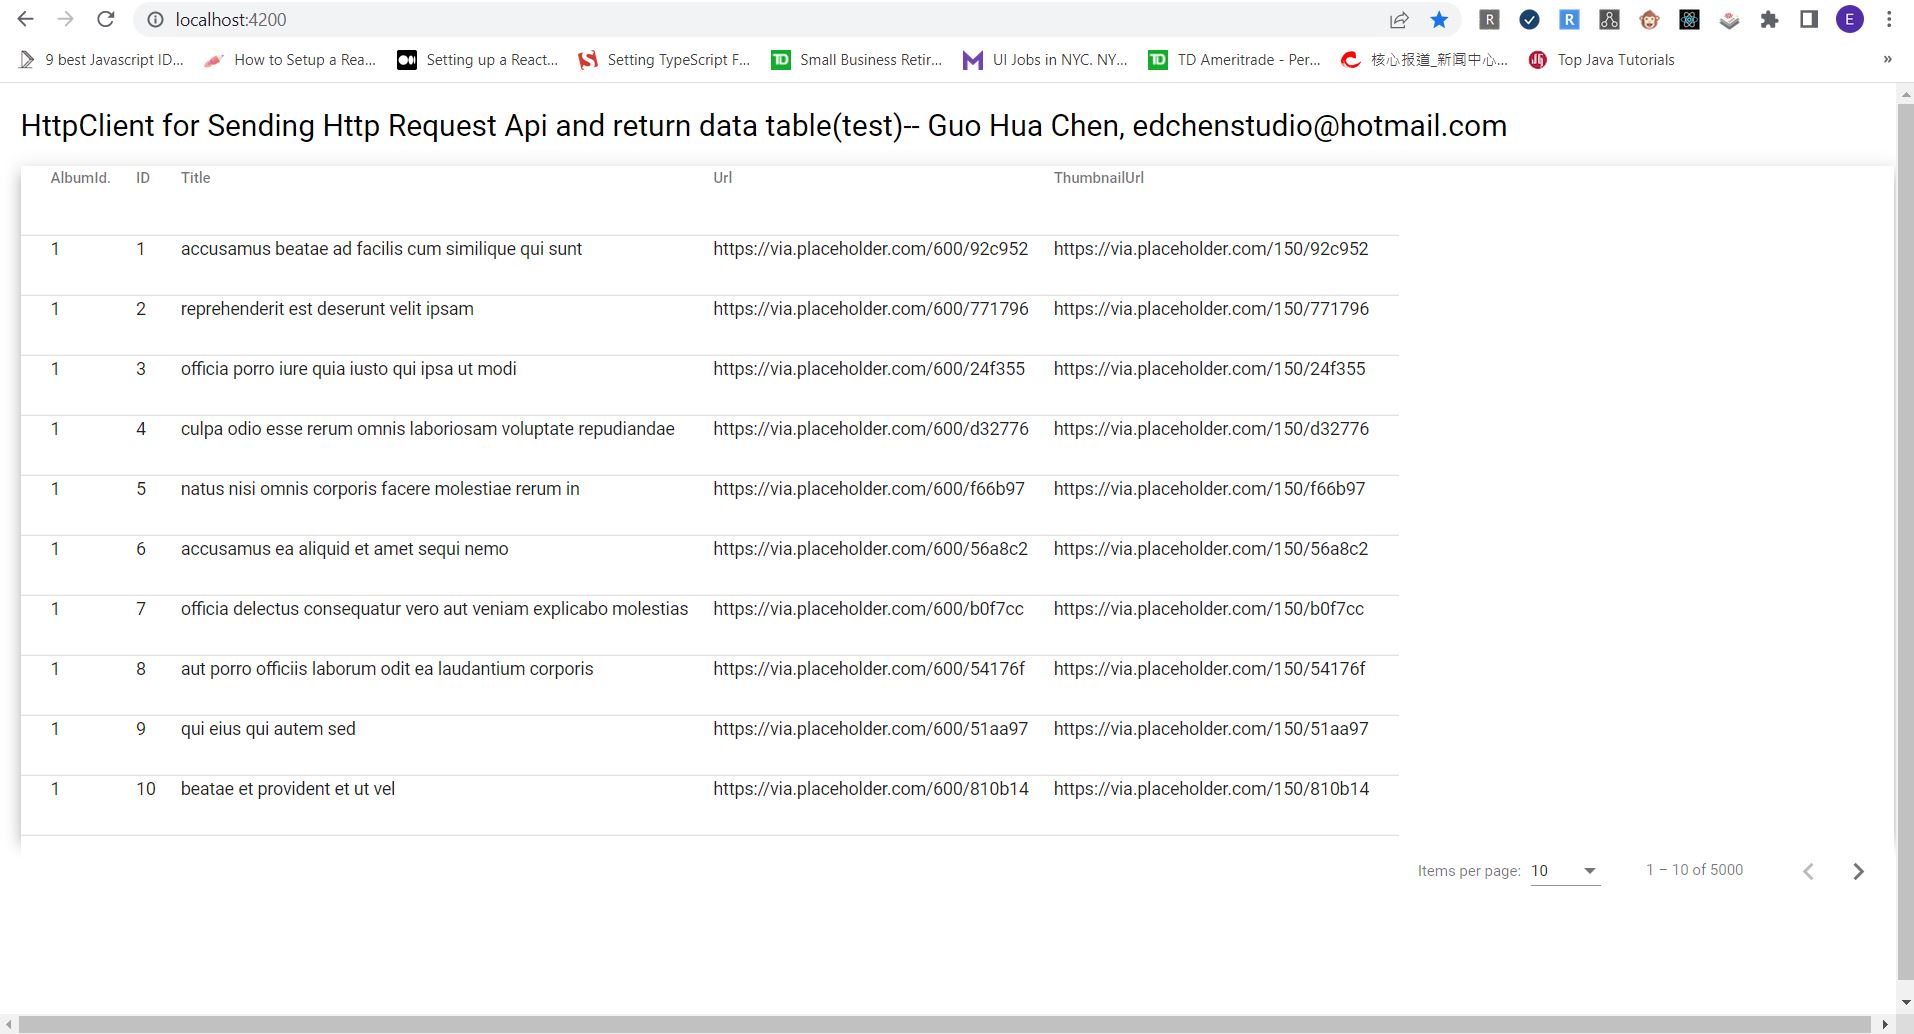 localhost:4200
R R E
9 best Javascript ID... How to Setup a Rea... Setting up a React... Setting TypeScript F... TD Small Business Retir... UI Jobs in NYC. NY... TD TD Ameritrade - Per... 核心报道_新闻中心... Top Java Tutorials »
HttpClient for Sending Http Request Api and return data table(test)-- Guo Hua Chen, edchenstudio@hotmail.com
AlbumId. ID Title Url ThumbnailUrl
1 1 accusamus beatae ad facilis cum similique qui sunt https://via.placeholder.com/600/92c952 https://via.placeholder.com/150/92c952
1 2 reprehenderit est deserunt velit ipsam https://via.placeholder.com/600/771796 https://via.placeholder.com/150/771796
1 3 officia porro iure quia iusto qui ipsa ut modi https://via.placeholder.com/600/24f355 https://via.placeholder.com/150/24f355
1 4 culpa odio esse rerum omnis laboriosam voluptate repudiandae https://via.placeholder.com/600/d32776 https://via.placeholder.com/150/d32776
1 5 natus nisi omnis corporis facere molestiae rerum in https://via.placeholder.com/600/f66b97 https://via.placeholder.com/150/f66b97
1 6 accusamus ea aliquid et amet sequi nemo https://via.placeholder.com/600/56a8c2 https://via.placeholder.com/150/56a8c2
1 7 officia delectus consequatur vero aut veniam explicabo molestias https://via.placeholder.com/600/b0f7cc https://via.placeholder.com/150/b0f7cc
1 8 aut porro officiis laborum odit ea laudantium corporis https://via.placeholder.com/600/54176f https://via.placeholder.com/150/54176f
1 9 qui eius qui autem sed https://via.placeholder.com/600/51aa97 https://via.placeholder.com/150/51aa97
1 10 beatae et provident et ut vel https://via.placeholder.com/600/810b14 https://via.placeholder.com/150/810b14
Items per page: 10 1 – 10 of 5000